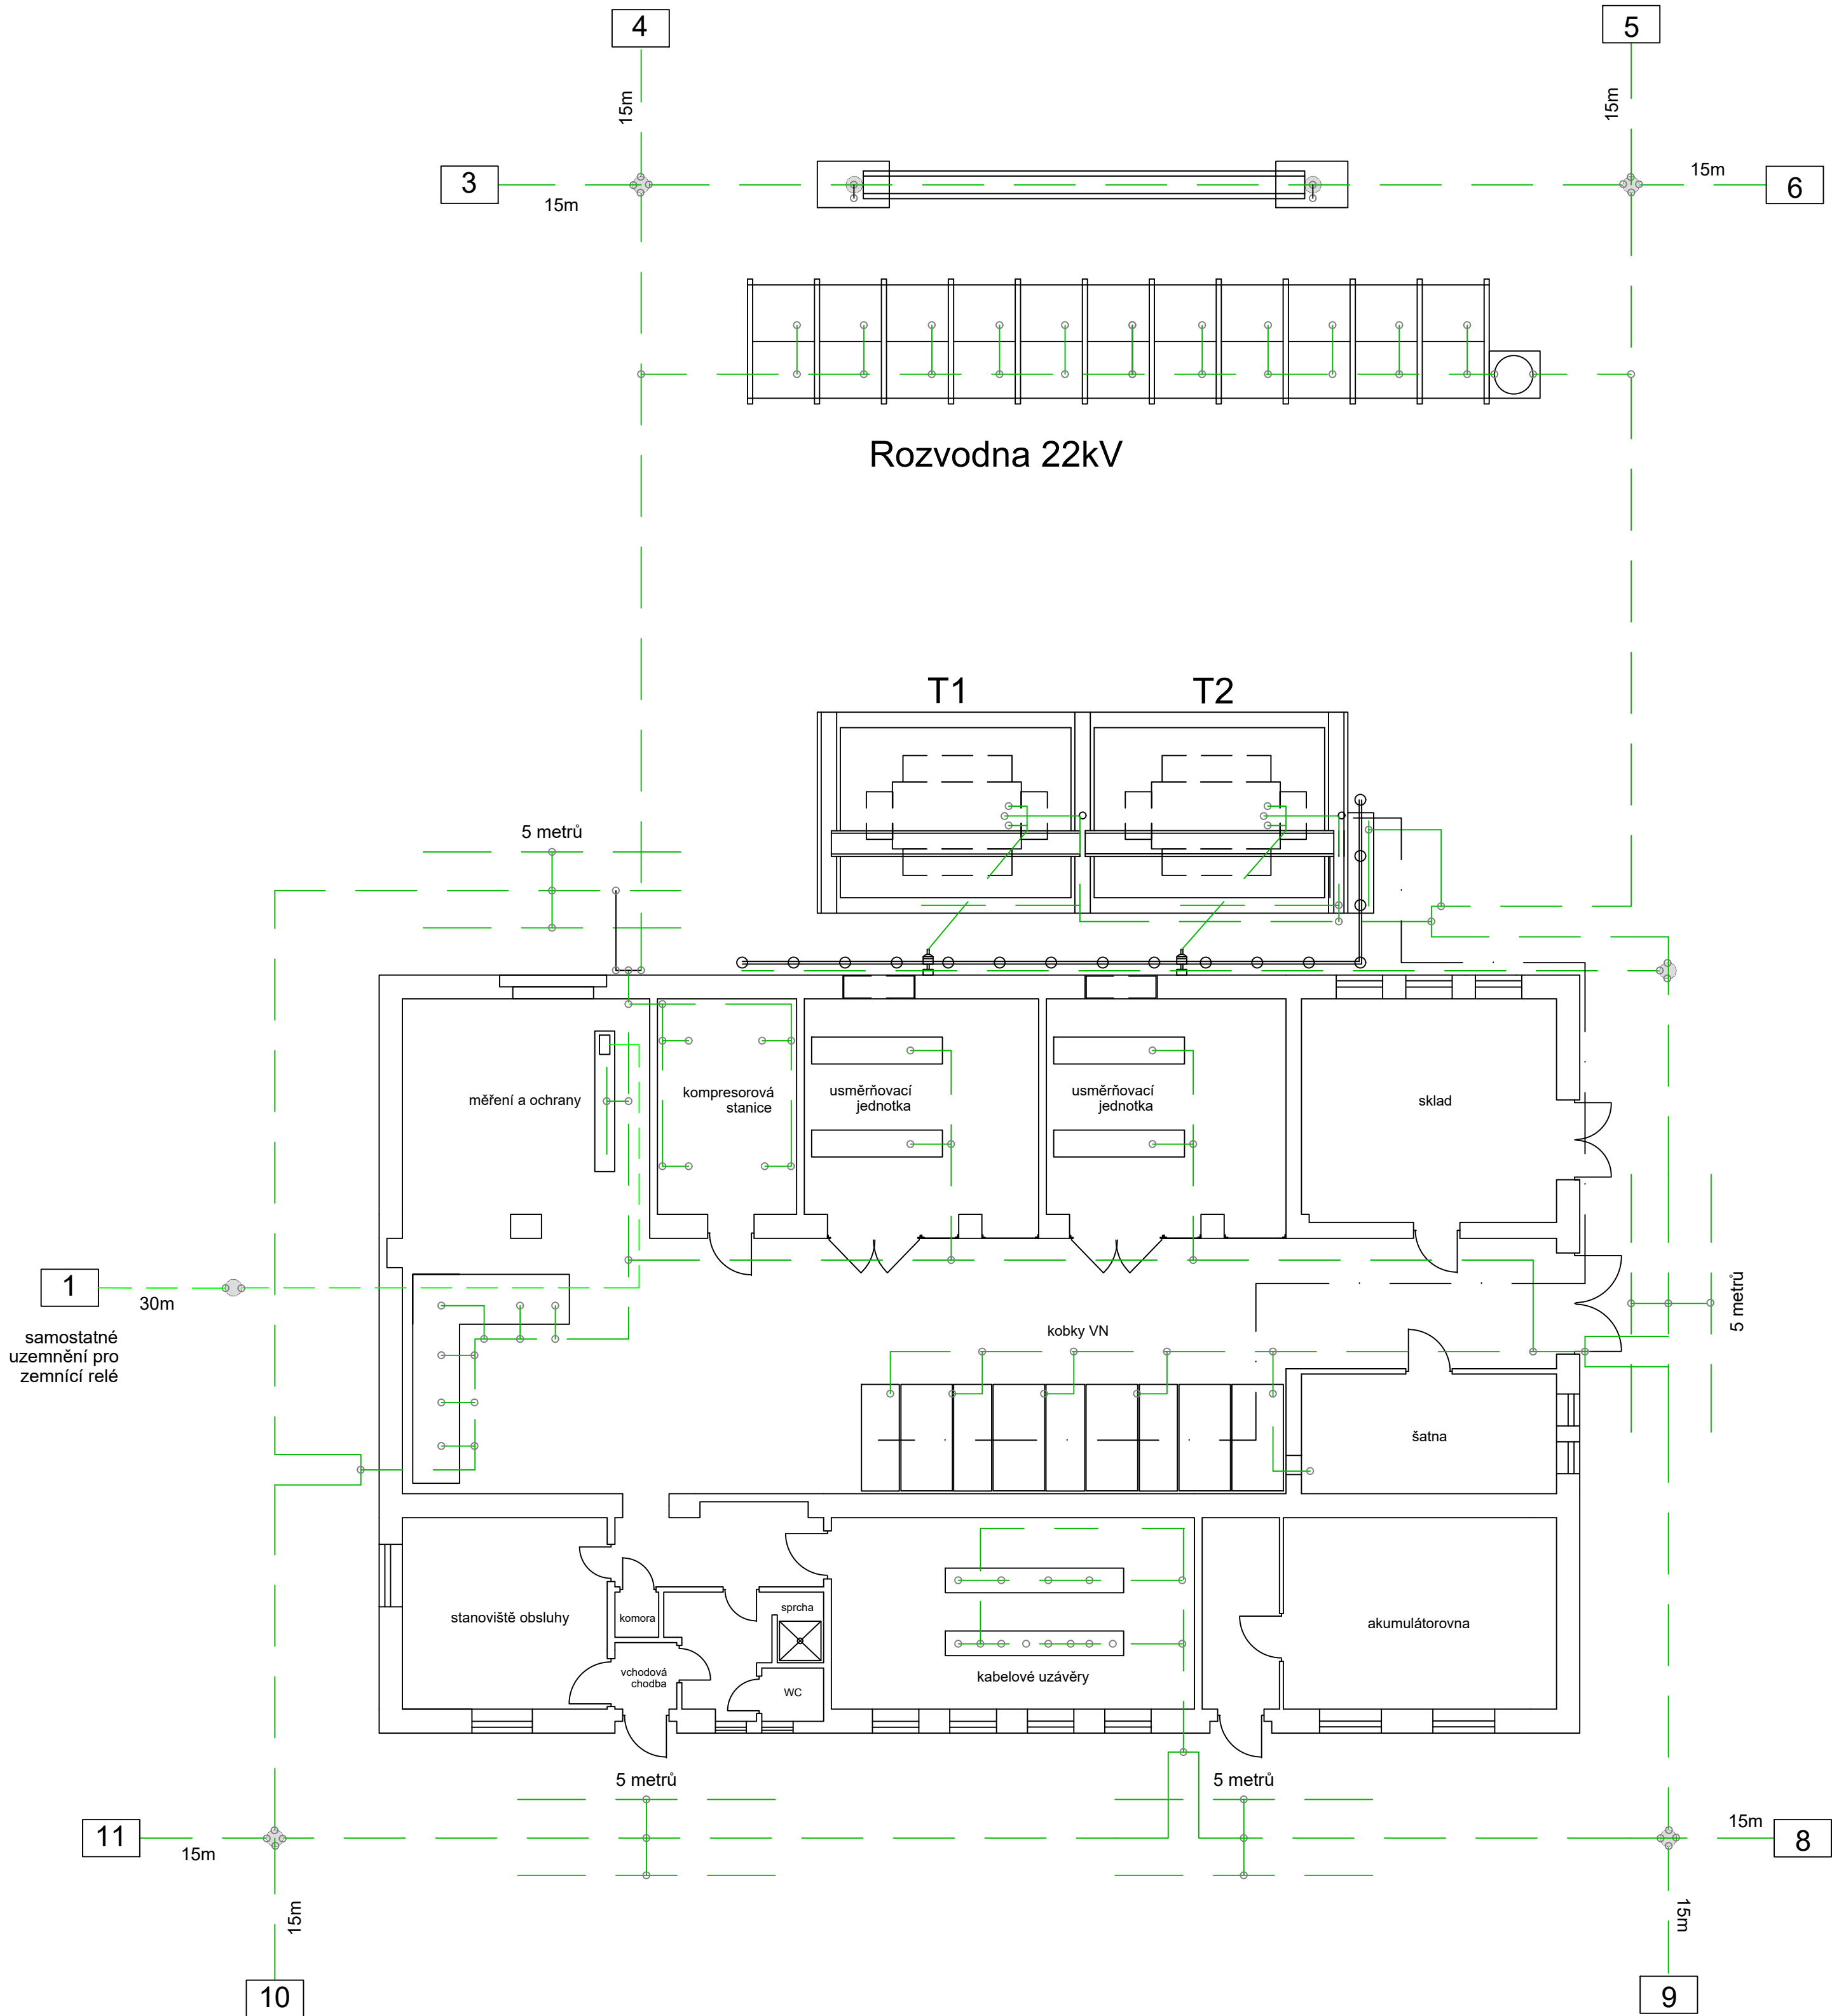 4
5
15m
15m
3
15m
15m
6
Rozvodna 22kV
T1
T2
5 metrů
měření a ochrany
kompresorová
stanice
usměrňovací
jednotka
usměrňovací
jednotka
sklad
1
30m
samostatné
uzemnění pro
zemnící relé
5 metrů
kobky VN
šatna
stanoviště obsluhy
komora
sprcha
vchodová
chodba
WC
kabelové uzávěry
akumulátorovna
5 metrů
5 metrů
11
15m
15m
8
15m
15m
10
9